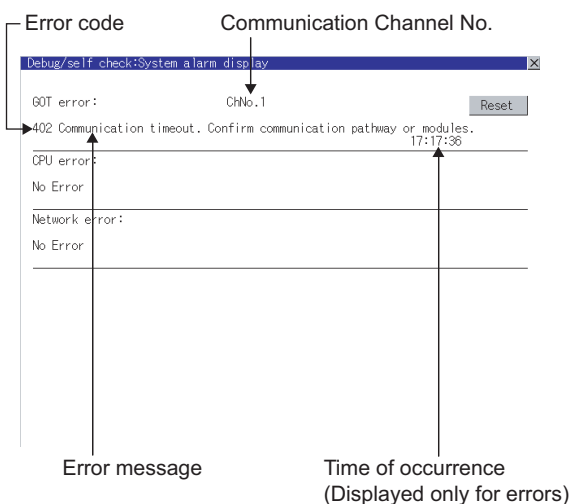 Error code
Communication Channel No.
Debug/self check:System alarm display
GOT error:
ChNo.1
Reset
402 Communication timeout. Confirm communication pathway or modules.
17:17:36
CPU error:
No Error
Network error:
No Error
Error message
Time of occurrence
(Displayed only for errors)